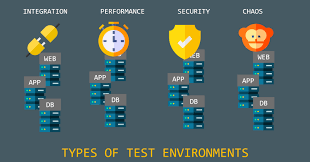 INTEGRATION PERFORMANCE SECURITY CHAOS
WEB WEB WEB
APP APP APP APP
DB DB DB DB
TYPES OF TEST ENVIRONMENTS